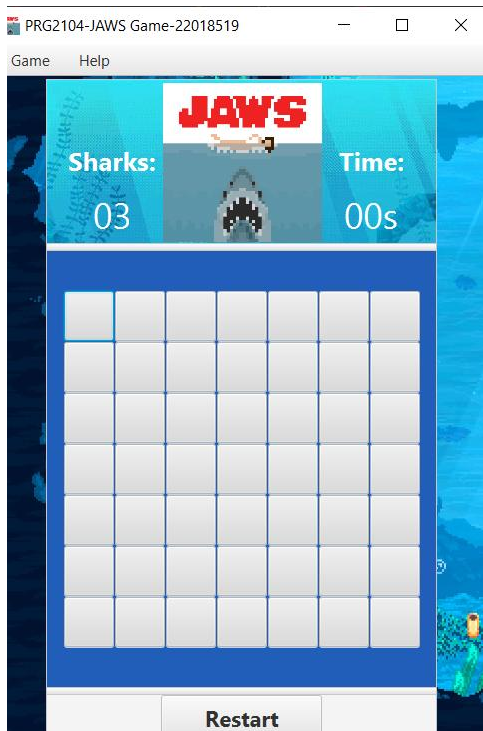 PRG2104-JAWS Game-22018519
Game Help
JAWS
Sharks:
Time:
03
00s
Restart